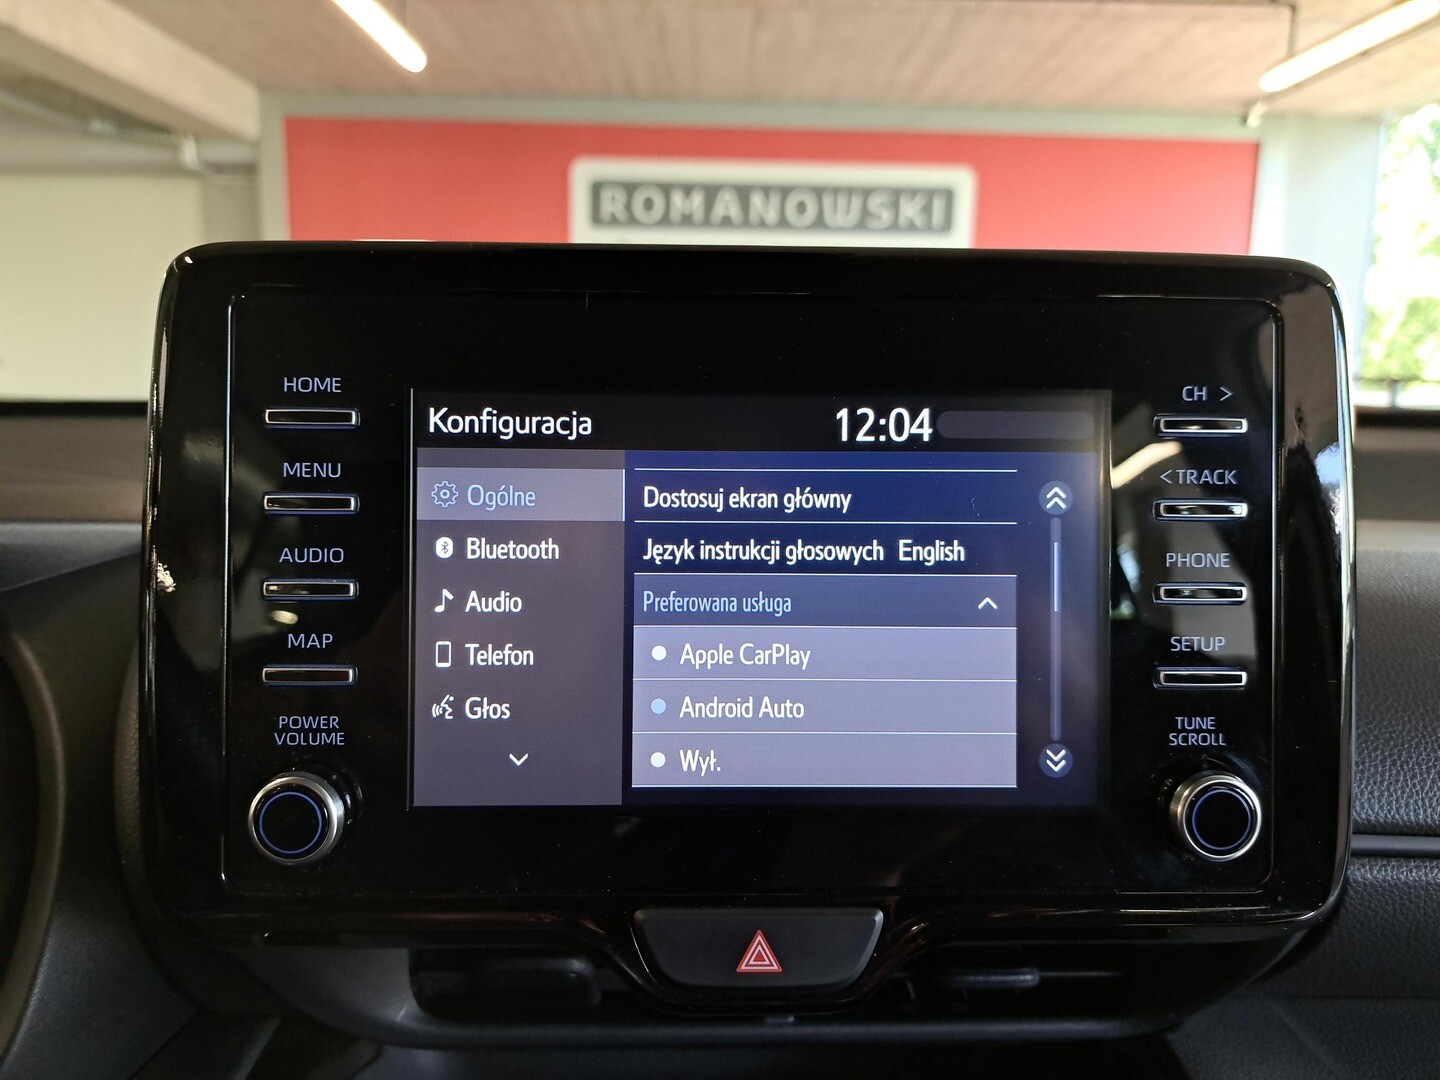 ROMANOWSKI
HOME
MENU
AUDIO
MAP
POWER
VOLUME
Konfiguracja 12:04
Ogólne
Bluetooth
Audio
Telefon
Głos
Dostosuj ekran główny
Język instrukcji głosowych English
Preferowana usługa
Apple CarPlay
Android Auto
Wył.
CH >
< TRACK
PHONE
SETUP
TUNE
SCROLL